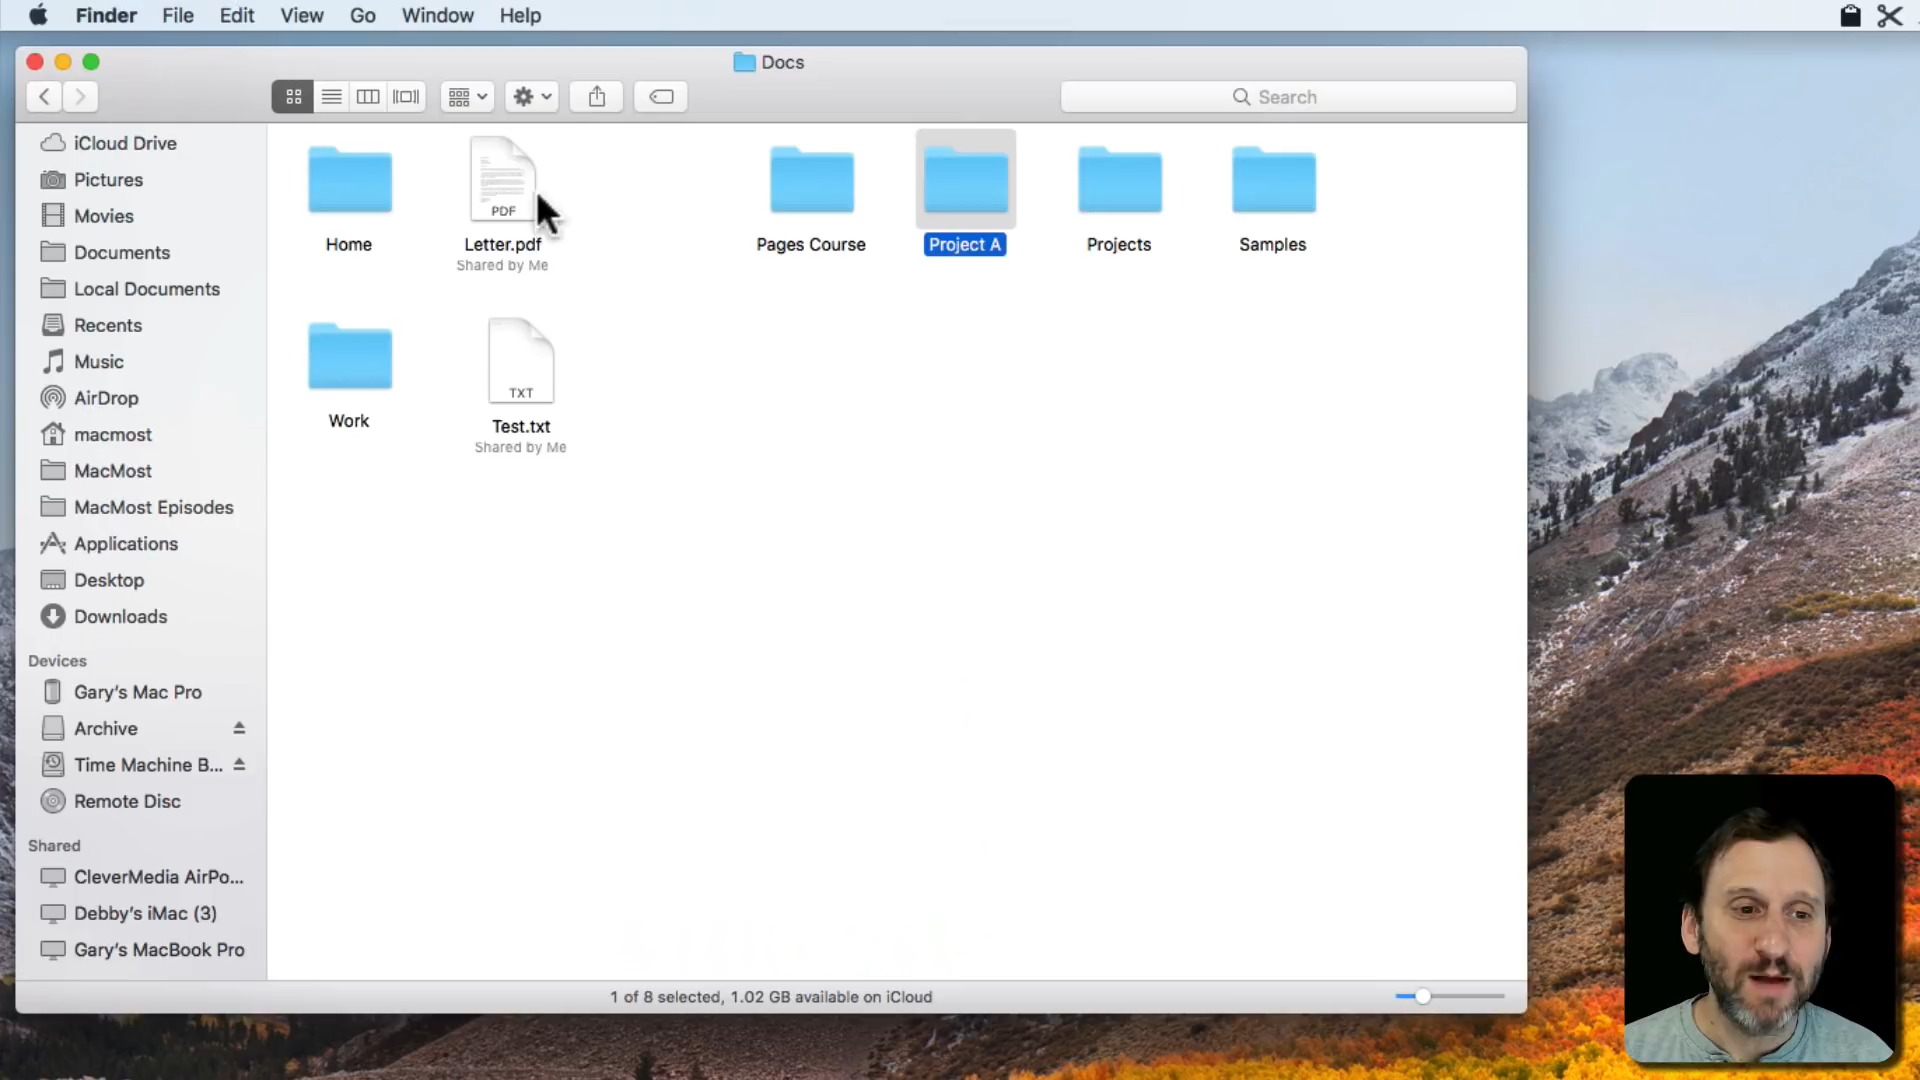 Finder File Edit View Go Window Help
Docs
Search
iCloud Drive
Pictures
Movies
Documents
Local Documents
Recents
Music
AirDrop
macmost
MacMost
MacMost Episodes
Applications
Desktop
Downloads
Devices
Gary's Mac Pro
Archive
Time Machine B...
Remote Disc
Shared
CleverMedia AirPo...
Debby's iMac (3)
Gary's MacBook Pro
PDF
Home Letter.pdf Pages Course Project A Projects Samples
Shared by Me
TXT
Work Test.txt
Shared by Me
1 of 8 selected, 1.02 GB available on iCloud